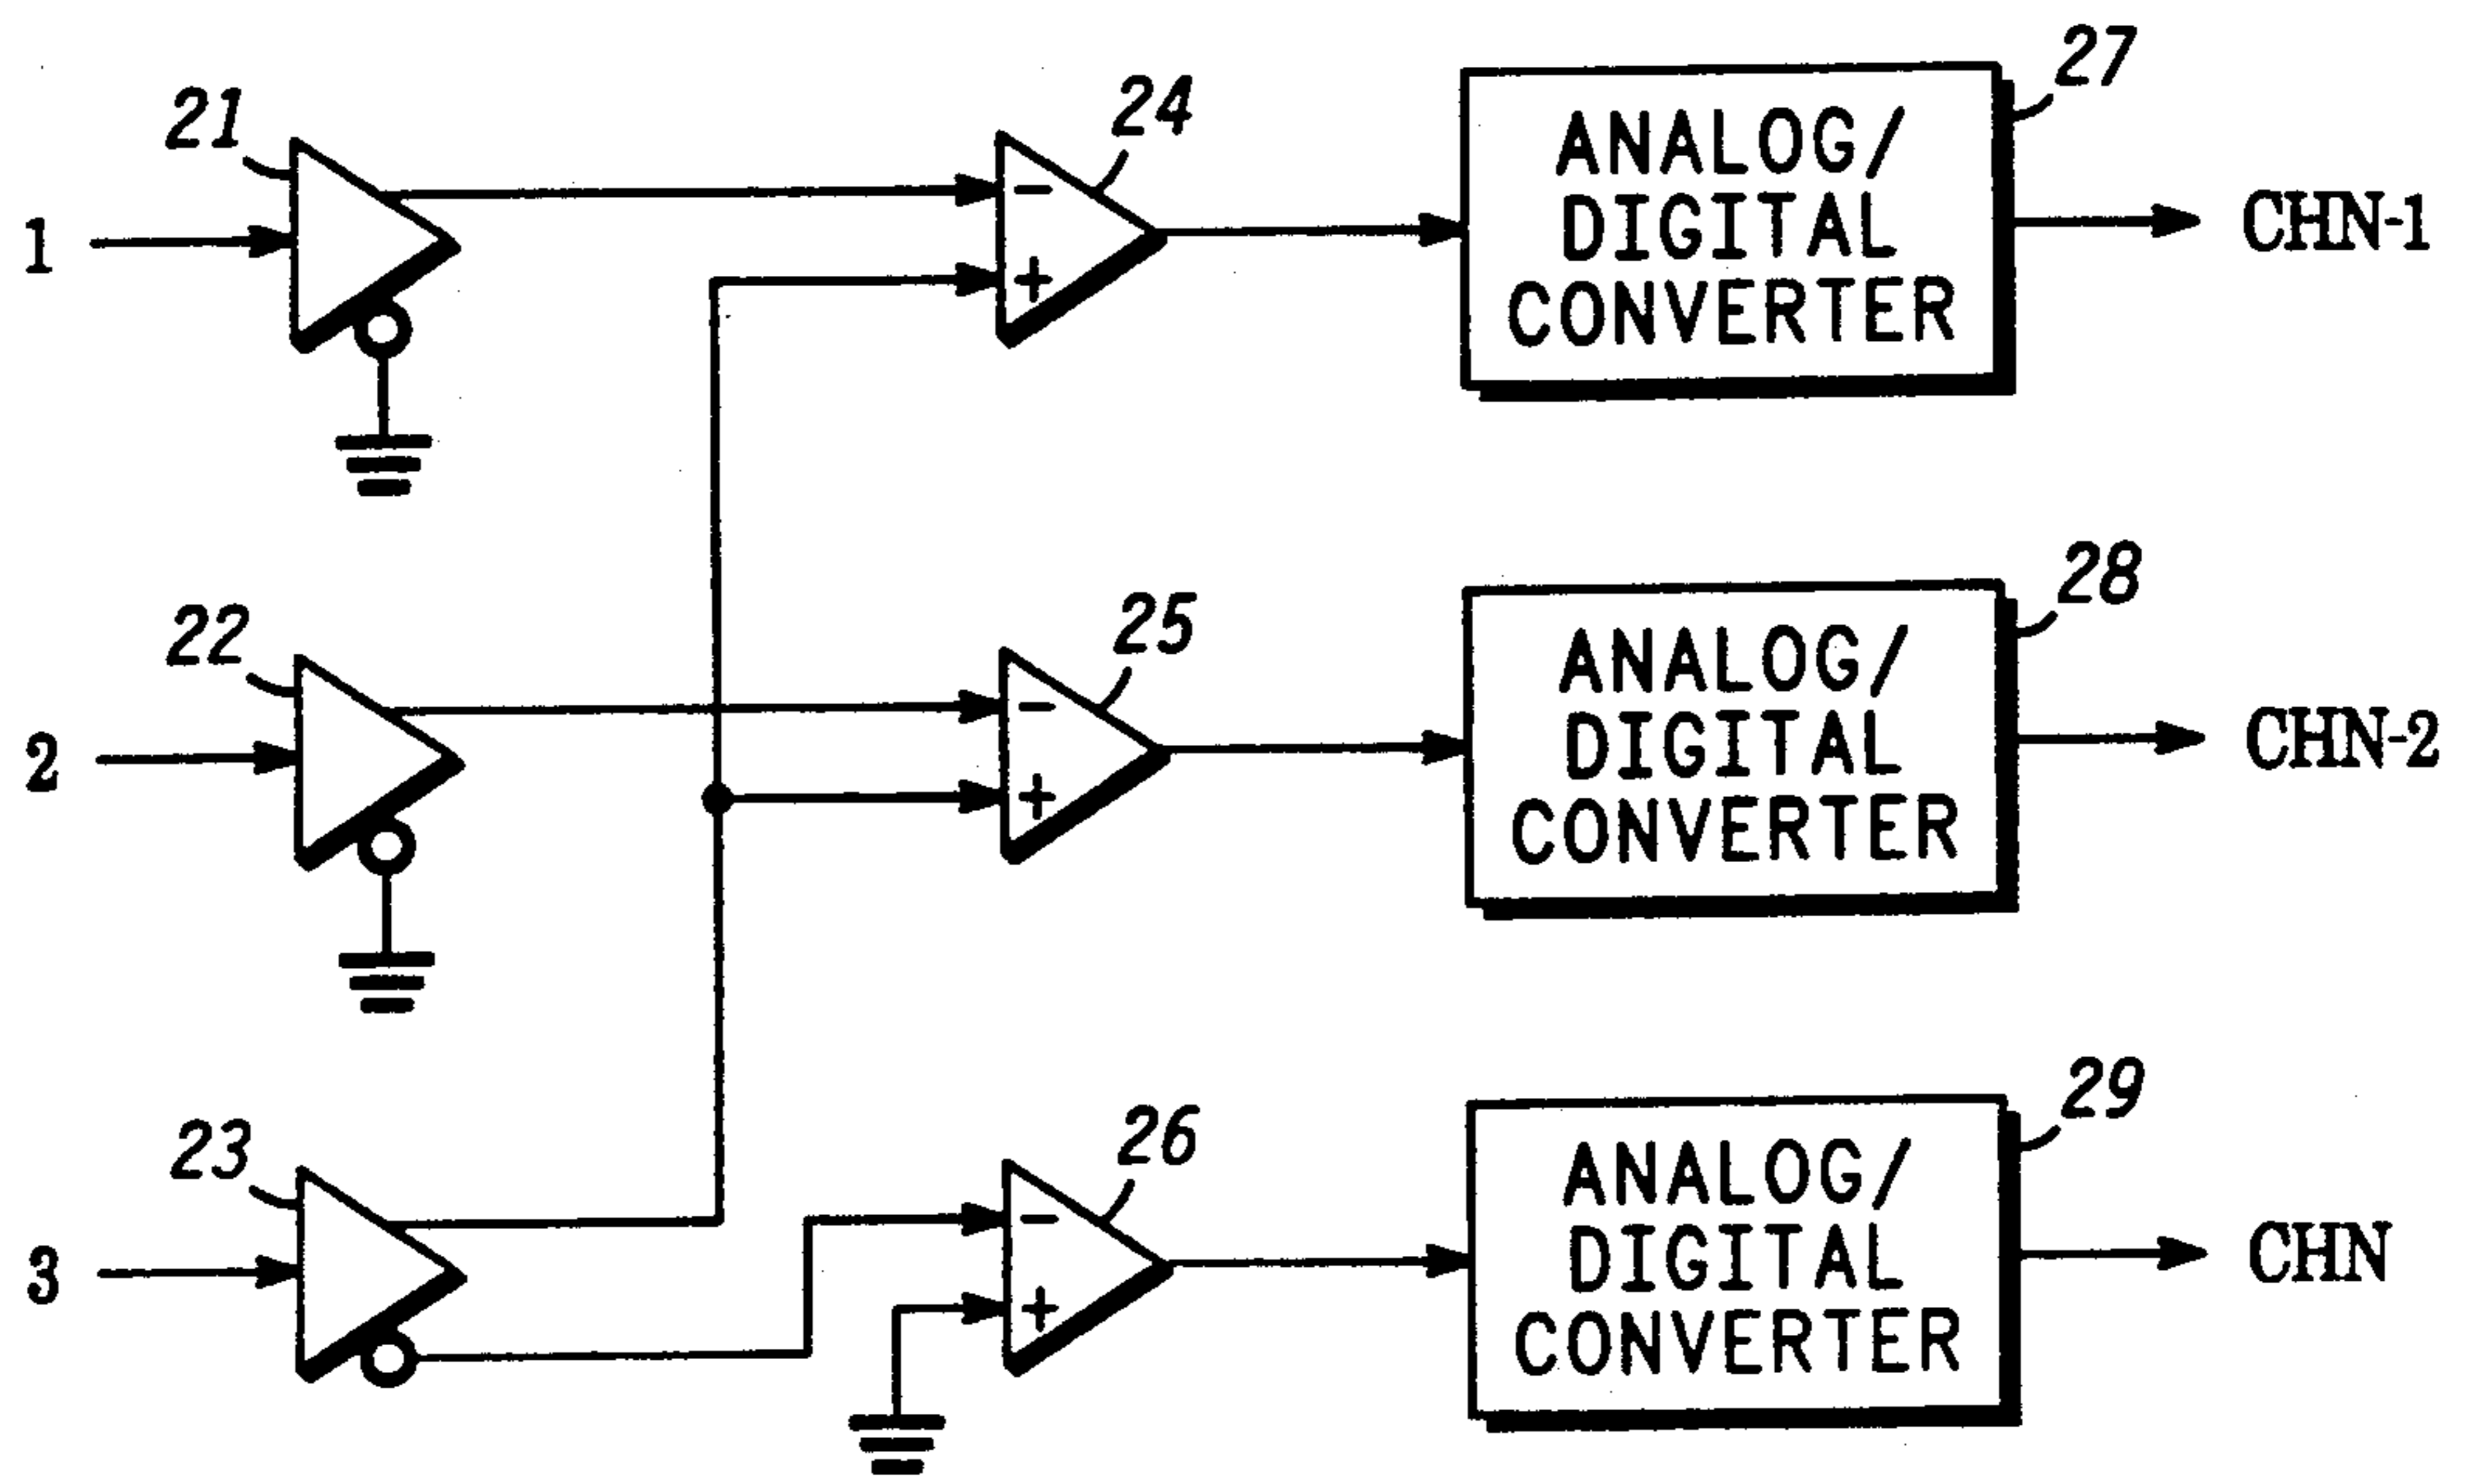 21
1
24
-
+
ANALOG/
DIGITAL
CONVERTER
27
CHN-1
22
2
25
-
+
ANALOG/
DIGITAL
CONVERTER
28
CHN-2
23
3
26
-
+
ANALOG/
DIGITAL
CONVERTER
29
CHN